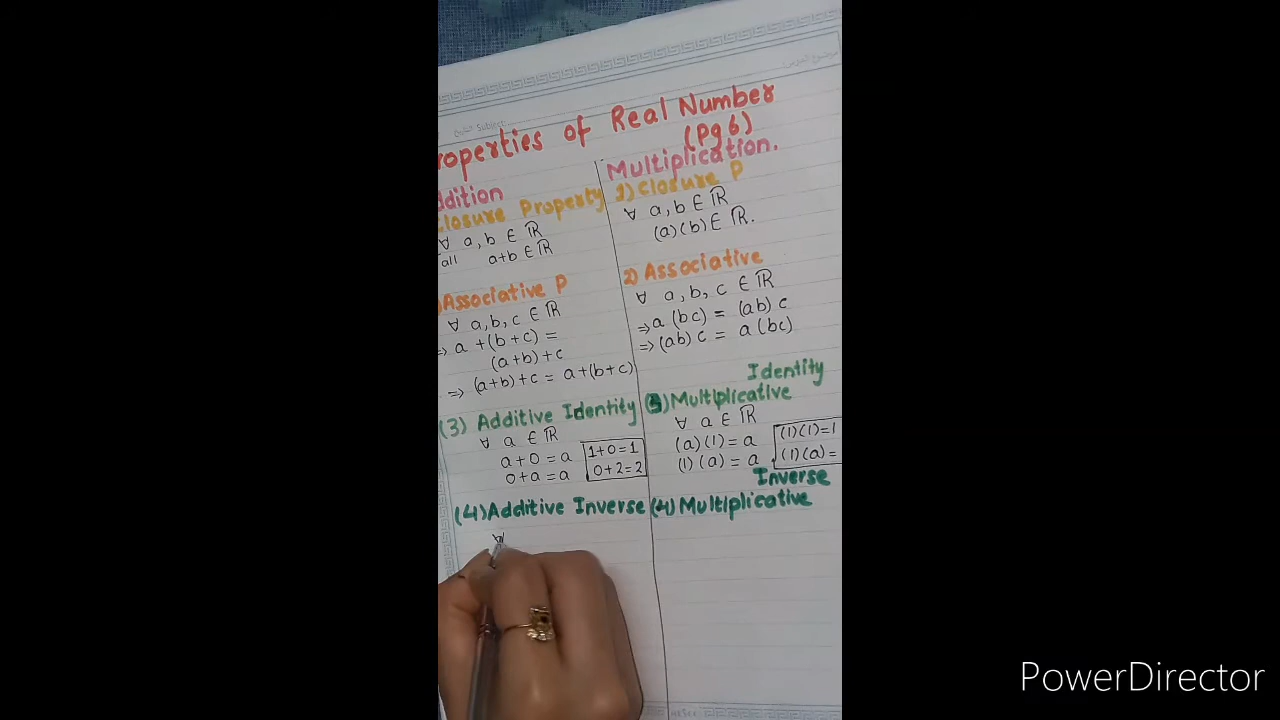 Subject:
roperties of Real Number
(Pg 6)
ddition
losure Property
∀ a, b ∈ ℝ
all a+b ∈ ℝ
)Associative P
∀ a, b, c ∈ ℝ
⇒ a +(b+c) =
(a+b)+c
⇒ (a+b)+c = a+(b+c)
(3) Additive Identity
∀ a ∈ ℝ
a+0 = a
0+a = a
1+0=1
0+2=2
(4)Additive Inverse
∀
Multiplication.
1) Closure P
∀ a, b ∈ ℝ
(a)(b) ∈ ℝ.
2) Associative
∀ a, b, c ∈ ℝ
⇒ a (bc) = (ab) c
⇒ (ab) c = a (bc)
Identity
3)Multiplicative
∀ a ∈ ℝ
(a)(1) = a
(1)(a) = a
(1)(1)=1
(1)(a)=
Inverse
(4) Multiplicative
PowerDirector